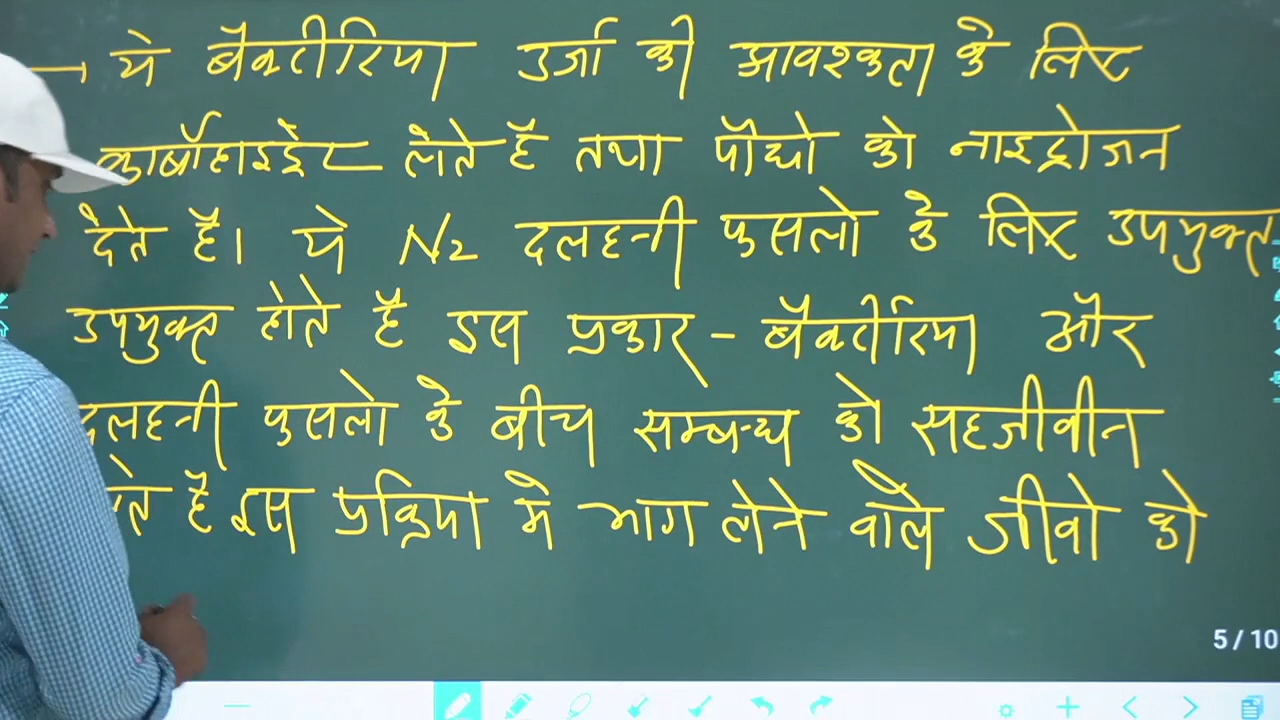 → ये बैक्टीरिया उर्जा की आवश्कता के लिए
कार्बोहाइड्रेट लेते है तथा पौधो को नाइट्रोजन
देते है। ये N2 दलहनी फसलो के लिए उपयुक्त
उपयुक्त होते है इस प्रकार - बैक्टीरिया और
दलहनी फसलो के बीच सम्बन्ध को सहजीवीन
है इस प्रक्रिया मे भाग लेने वाले जीवो को
5 / 10